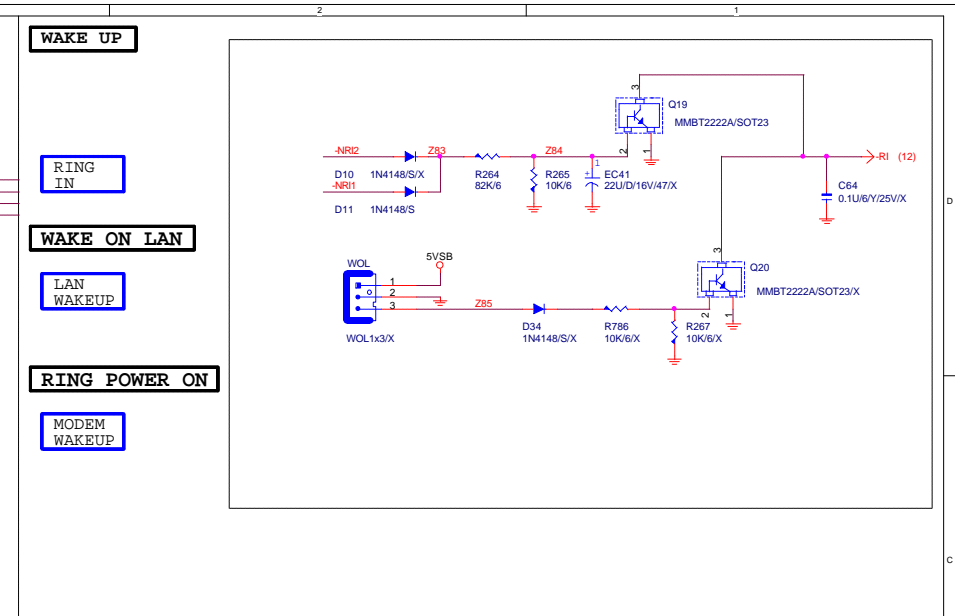 2
1
WAKE UP
3
Q19
MMBT2222A/SOT23
2
1
-NRI2
Z83
Z84
1
-RI (12)
RING
IN
D10
1N4148/S/X
R264
82K/6
R265
10K/6
+
EC41
22U/D/16V/47/X
C64
0.1U/6/Y/25V/X
-NRI1
D11
1N4148/S
D
WAKE ON LAN
LAN
WAKEUP
WOL
5VSB
1
2
3
WOL1x3/X
Z85
D34
1N4148/S/X
R786
10K/6/X
R267
10K/6/X
3
Q20
MMBT2222A/SOT23/X
2
1
RING POWER ON
MODEM
WAKEUP
C